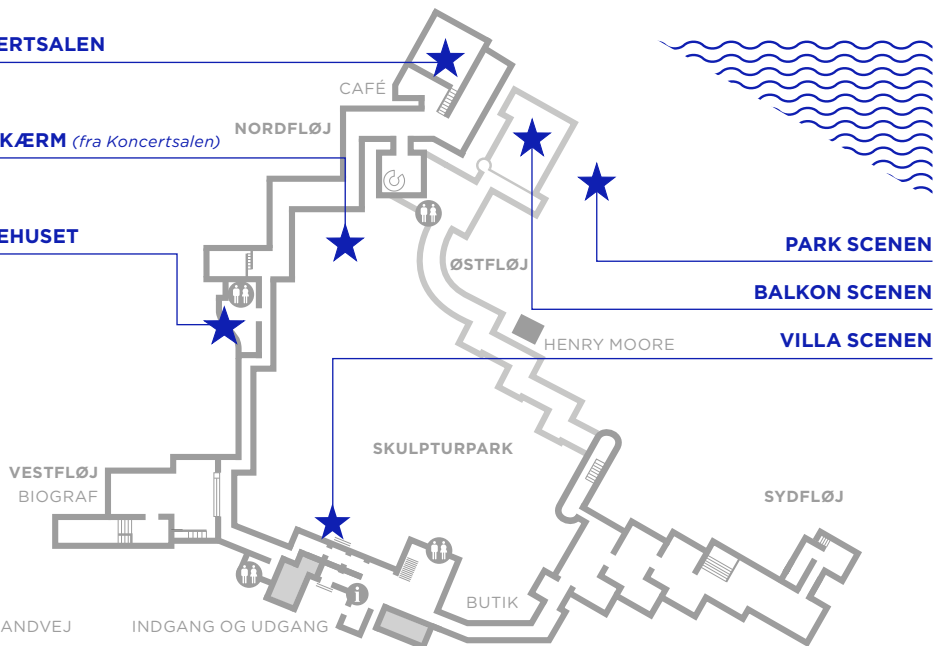 ERTSALEN
CAFÉ
NORDFLØJ
KÆRM (fra Koncertsalen)
EHUSET
PARK SCENEN
ØSTFLØJ
BALKON SCENEN
HENRY MOORE
VILLA SCENEN
SKULPTURPARK
VESTFLØJ
BIOGRAF
SYDFLØJ
i
BUTIK
ANDVEJ
INDGANG OG UDGANG